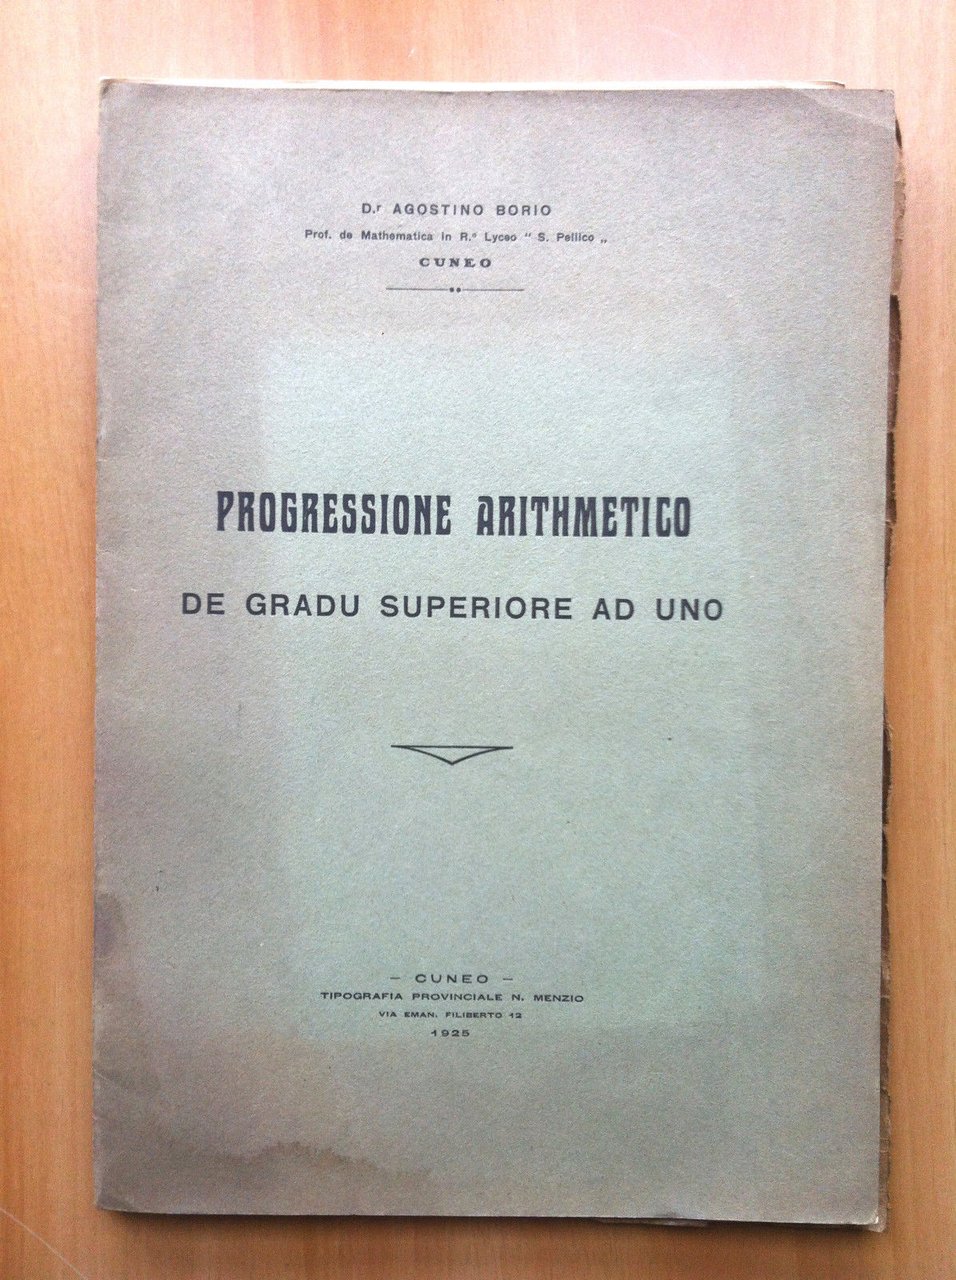 D.r AGOSTINO BORIO
Prof. de Mathematica in R.º Lyceo " S. Pellico „
CUNEO
PROGRESSIONE ARITHMETICO
DE GRADU SUPERIORE AD UNO
– CUNEO –
TIPOGRAFIA PROVINCIALE N. MENZIO
VIA EMAN. FILIBERTO 12
1925